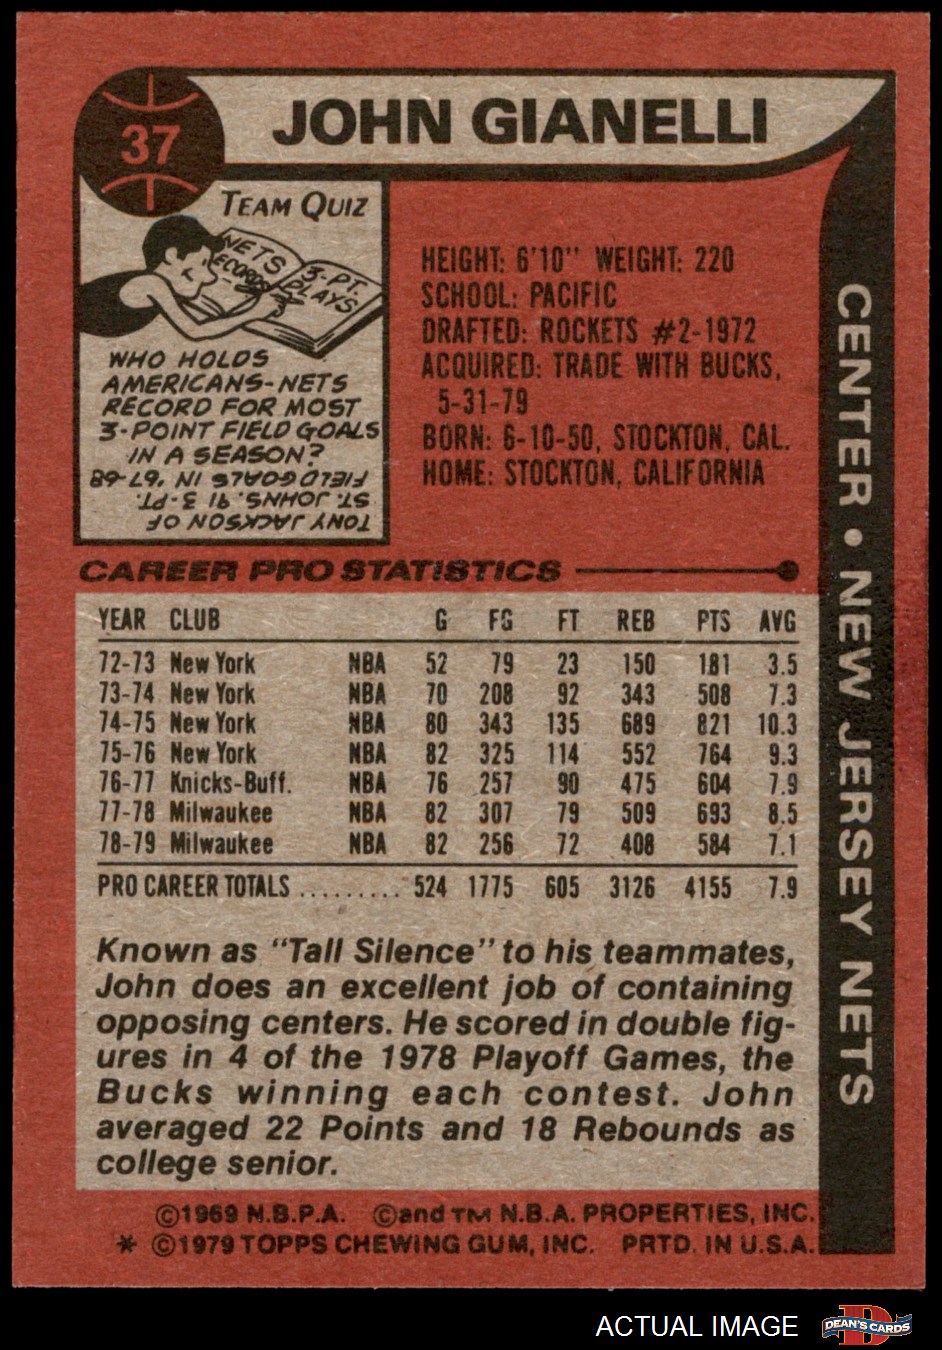 37
JOHN GIANELLI
TEAM QUIZ
NETS
RECORDS
3-PT.
PLAYS
WHO HOLDS
AMERICANS-NETS
RECORD FOR MOST
3-POINT FIELD GOALS
IN A SEASON?
TONY JACKSON OF
ST. JOHNS. 91 3-PT.
FIELD GOALS IN '67-68
HEIGHT: 6'10" WEIGHT: 220
SCHOOL: PACIFIC
DRAFTED: ROCKETS #2-1972
ACQUIRED: TRADE WITH BUCKS,
5-31-79
BORN: 6-10-50, STOCKTON, CAL.
HOME: STOCKTON, CALIFORNIA
CENTER • NEW JERSEY NETS
CAREER PRO STATISTICS
YEAR CLUB G FG FT REB PTS AVG
72-73 New York NBA 52 79 23 150 181 3.5
73-74 New York NBA 70 208 92 343 508 7.3
74-75 New York NBA 80 343 135 689 821 10.3
75-76 New York NBA 82 325 114 552 764 9.3
76-77 Knicks-Buff. NBA 76 257 90 475 604 7.9
77-78 Milwaukee NBA 82 307 79 509 693 8.5
78-79 Milwaukee NBA 82 256 72 408 584 7.1
PRO CAREER TOTALS ......... 524 1775 605 3126 4155 7.9
Known as "Tall Silence" to his teammates,
John does an excellent job of containing
opposing centers. He scored in double fig-
ures in 4 of the 1978 Playoff Games, the
Bucks winning each contest. John
averaged 22 Points and 18 Rebounds as
college senior.
©1969 N.B.P.A. ©and TM N.B.A. PROPERTIES, INC.
* ©1979 TOPPS CHEWING GUM, INC. PRTD. IN U.S.A.
ACTUAL IMAGE
DEAN'S CARDS